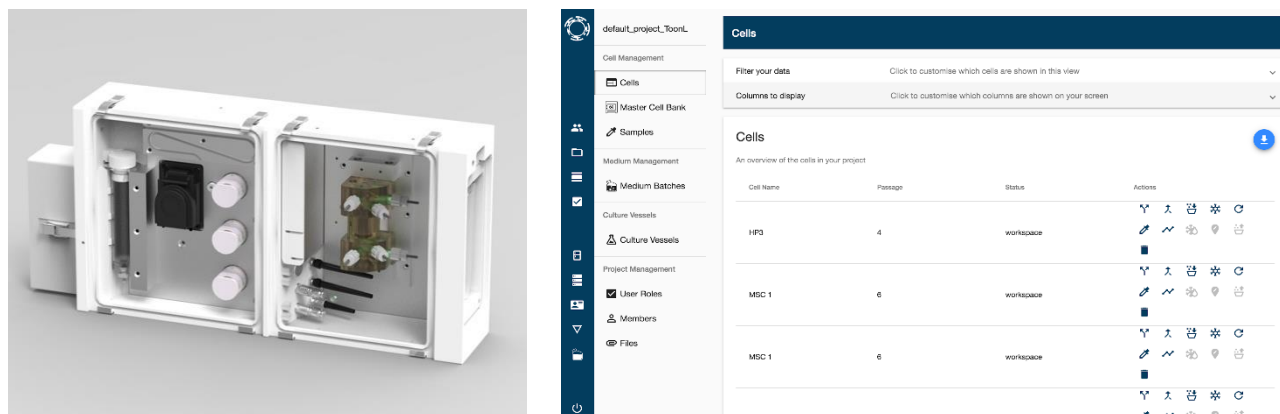 default_project_ToonL
Cell Management
Cells
Master Cell Bank
Samples
Medium Management
Medium Batches
Culture Vessels
Culture Vessels
Project Management
User Roles
Members
Files
Cells
Filter your data Click to customise which cells are shown in this view
Columns to display Click to customise which columns are shown on your screen
Cells
An overview of the cells in your project
Cell Name Passage Status Actions
HP3 4 workspace
MSC 1 6 workspace
MSC 1 6 workspace